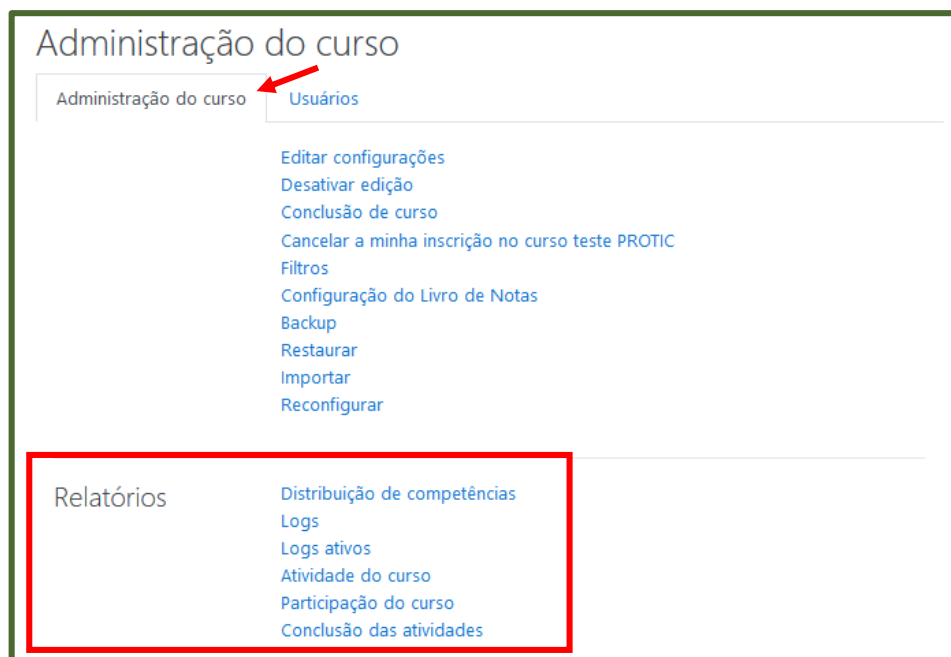 Administração do curso
Administração do curso Usuários
Editar configurações
Desativar edição
Conclusão de curso
Cancelar a minha inscrição no curso teste PROTIC
Filtros
Configuração do Livro de Notas
Backup
Restaurar
Importar
Reconfigurar
Relatórios Distribuição de competências
Logs
Logs ativos
Atividade do curso
Participação do curso
Conclusão das atividades